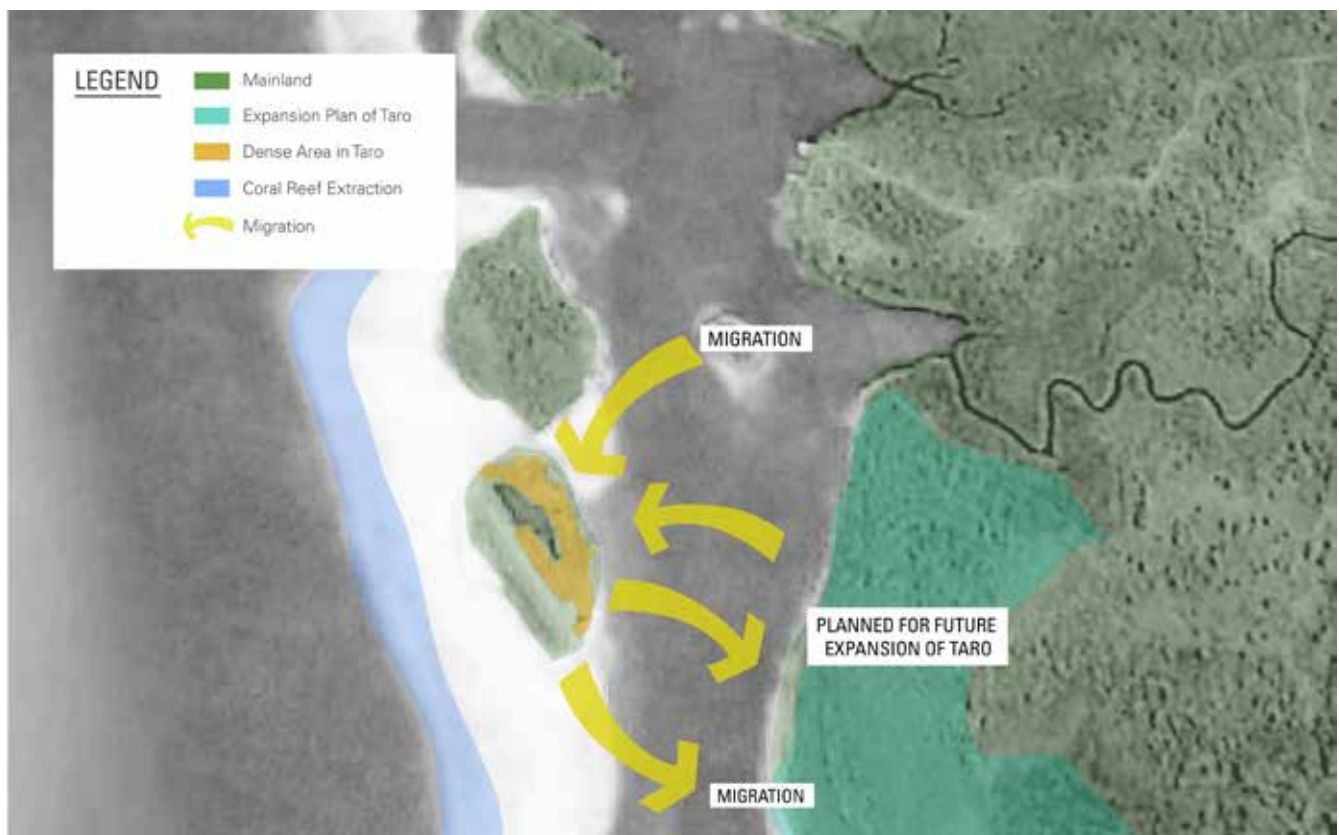 LEGEND
Mainland
Expansion Plan of Taro
Dense Area in Taro
Coral Reef Extraction
Migration
MIGRATION
PLANNED FOR FUTURE
EXPANSION OF TARO
MIGRATION